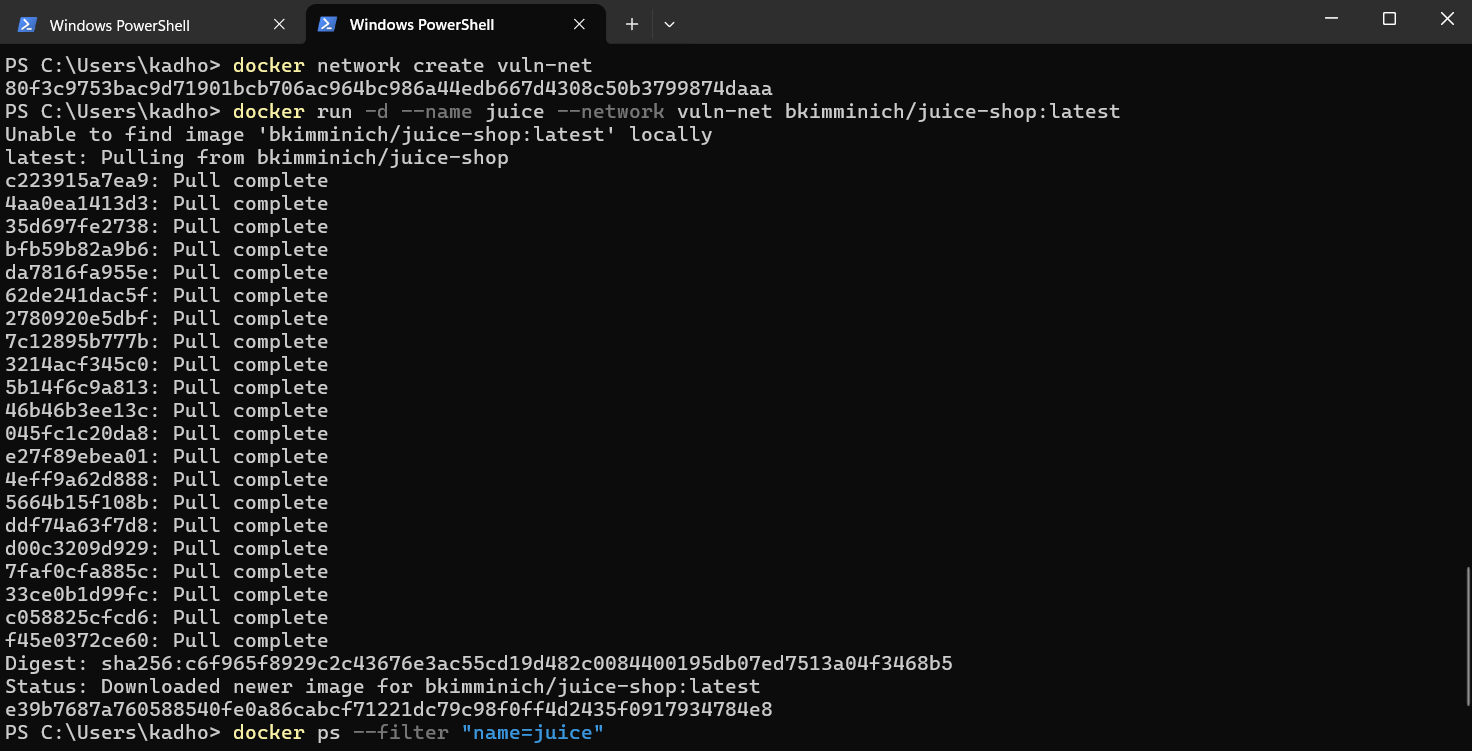 Windows PowerShell
Windows PowerShell
PS C:\Users\kadho> docker network create vuln-net
80f3c9753bac9d71901bcb706ac964bc986a44edb667d4308c50b3799874daaa
PS C:\Users\kadho> docker run -d --name juice --network vuln-net bkimminich/juice-shop:latest
Unable to find image 'bkimminich/juice-shop:latest' locally
latest: Pulling from bkimminich/juice-shop
c223915a7ea9: Pull complete
4aa0ea1413d3: Pull complete
35d697fe2738: Pull complete
bfb59b82a9b6: Pull complete
da7816fa955e: Pull complete
62de241dac5f: Pull complete
2780920e5dbf: Pull complete
7c12895b777b: Pull complete
3214acf345c0: Pull complete
5b14f6c9a813: Pull complete
46b46b3ee13c: Pull complete
045fc1c20da8: Pull complete
e27f89ebea01: Pull complete
4eff9a62d888: Pull complete
5664b15f108b: Pull complete
ddf74a63f7d8: Pull complete
d00c3209d929: Pull complete
7faf0cfa885c: Pull complete
33ce0b1d99fc: Pull complete
c058825cfcd6: Pull complete
f45e0372ce60: Pull complete
Digest: sha256:c6f965f8929c2c43676e3ac55cd19d482c0084400195db07ed7513a04f3468b5
Status: Downloaded newer image for bkimminich/juice-shop:latest
e39b7687a760588540fe0a86cabcf71221dc79c98f0ff4d2435f0917934784e8
PS C:\Users\kadho> docker ps --filter "name=juice"